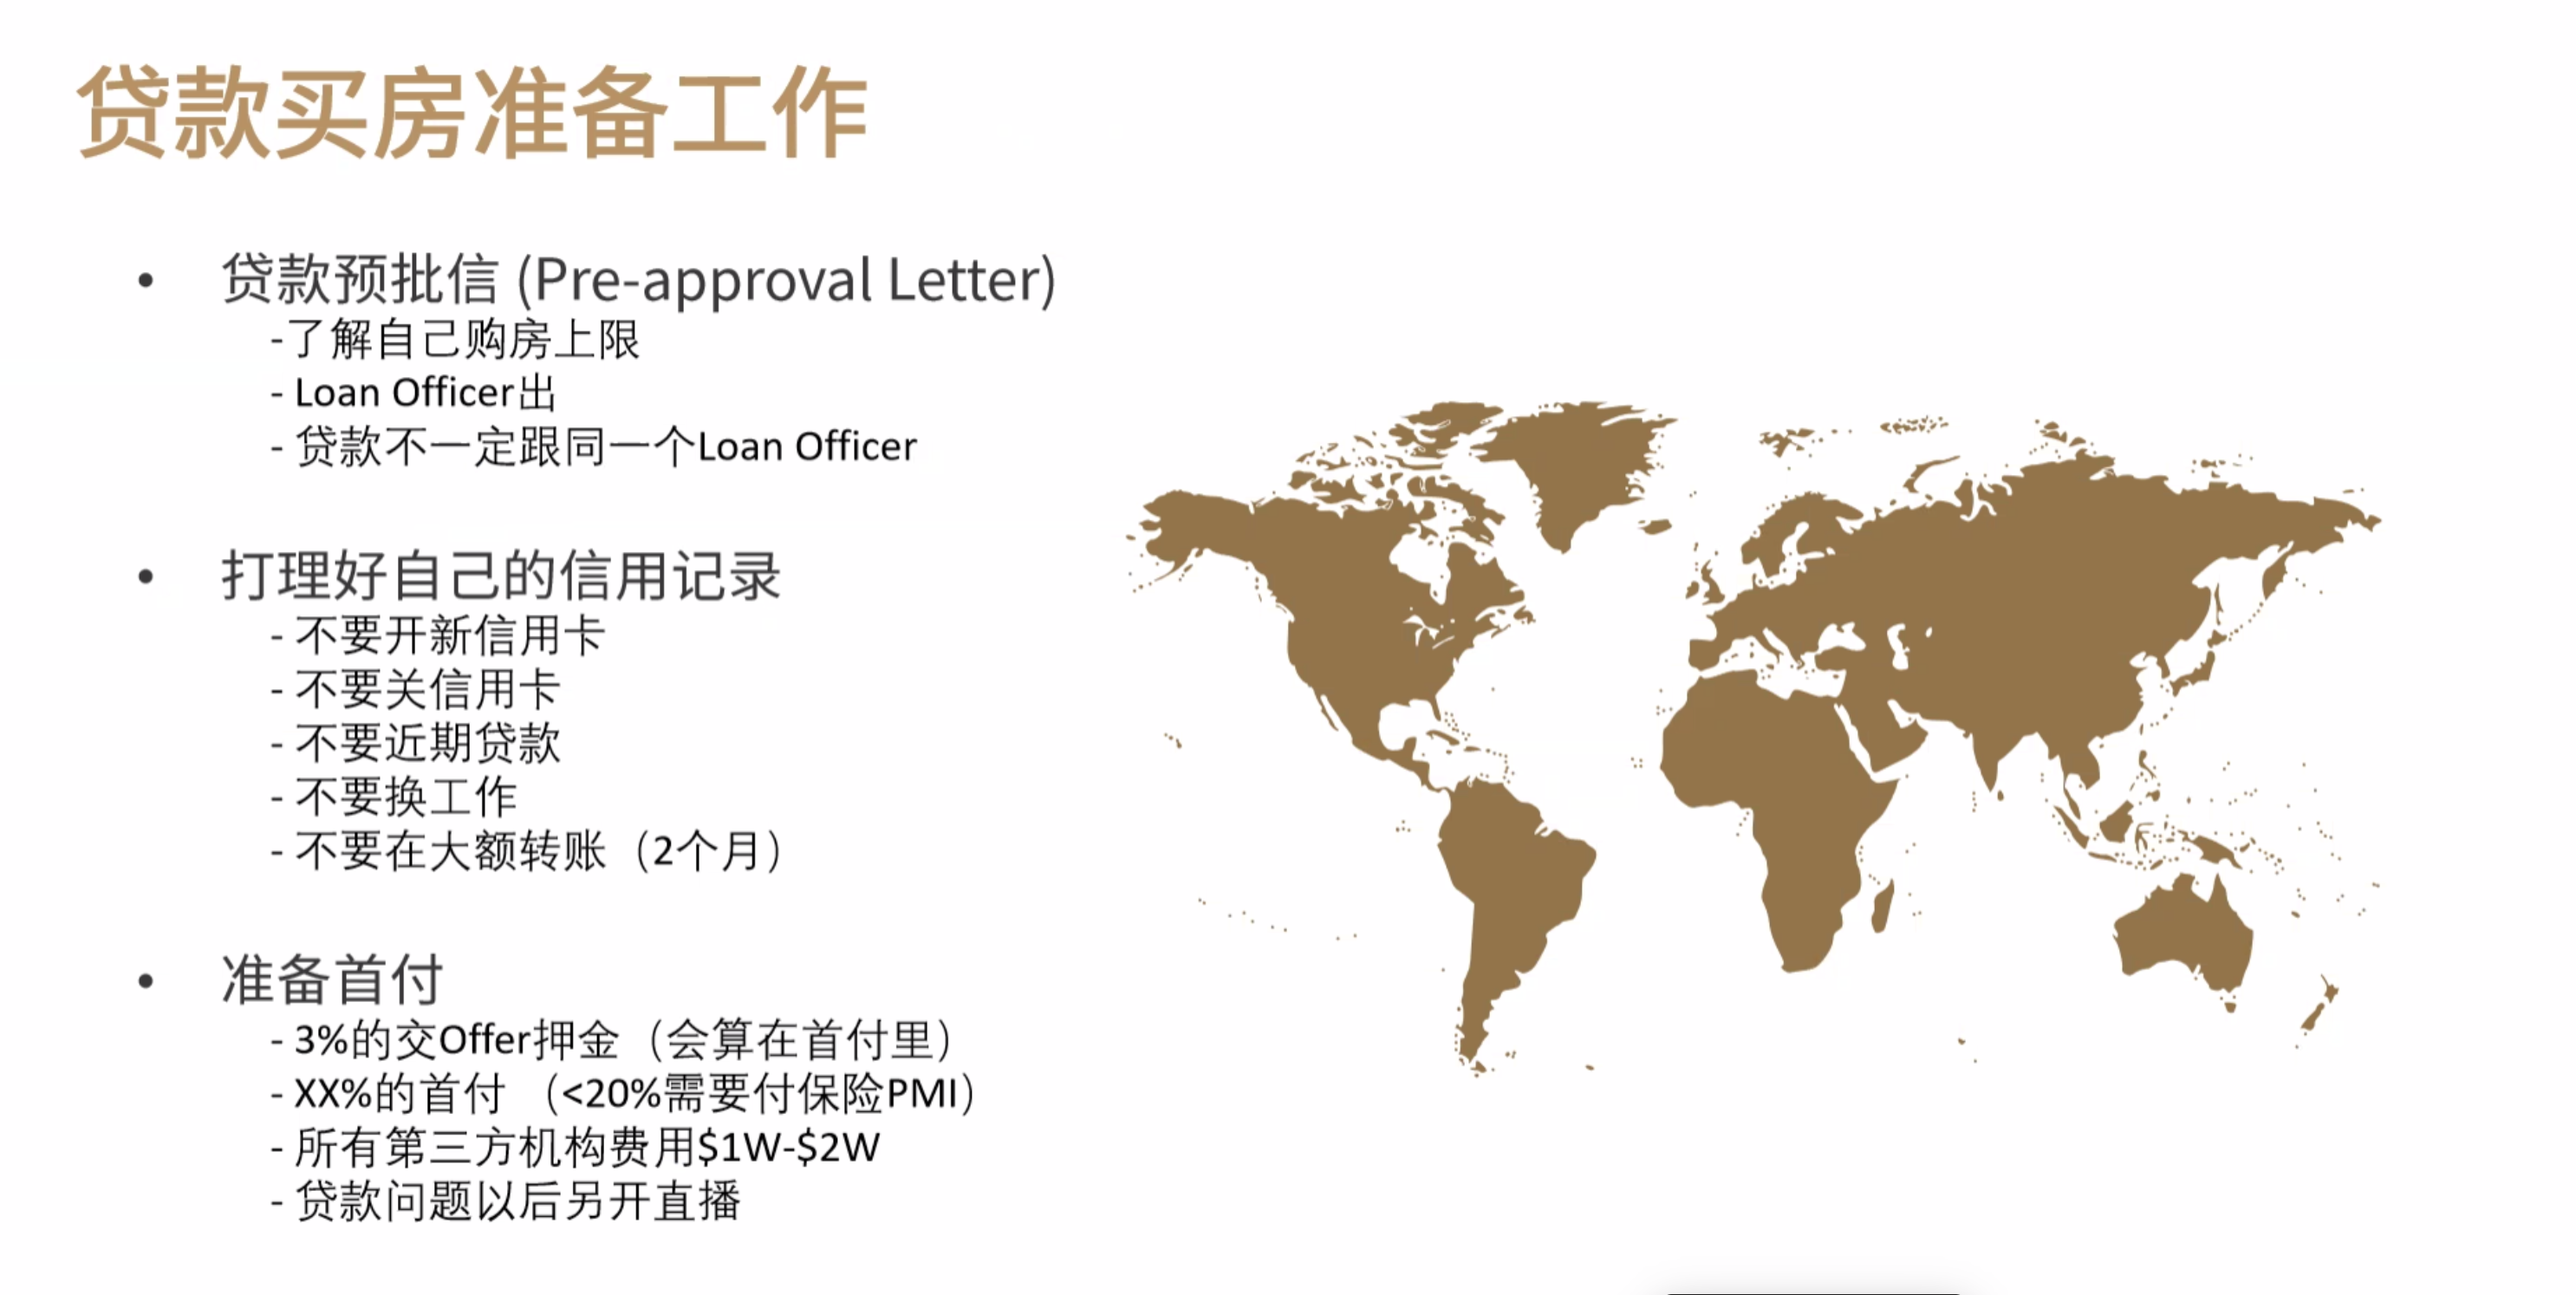 贷款买房准备工作
• 贷款预批信 (Pre-approval Letter)
-了解自己购房上限
- Loan Officer出
- 贷款不一定跟同一个Loan Officer
• 打理好自己的信用记录
- 不要开新信用卡
- 不要关信用卡
- 不要近期贷款
- 不要换工作
- 不要在大额转账（2个月）
• 准备首付
- 3%的交Offer押金（会算在首付里）
- XX%的首付 （<20%需要付保险PMI）
- 所有第三方机构费用$1W-$2W
- 贷款问题以后另开直播